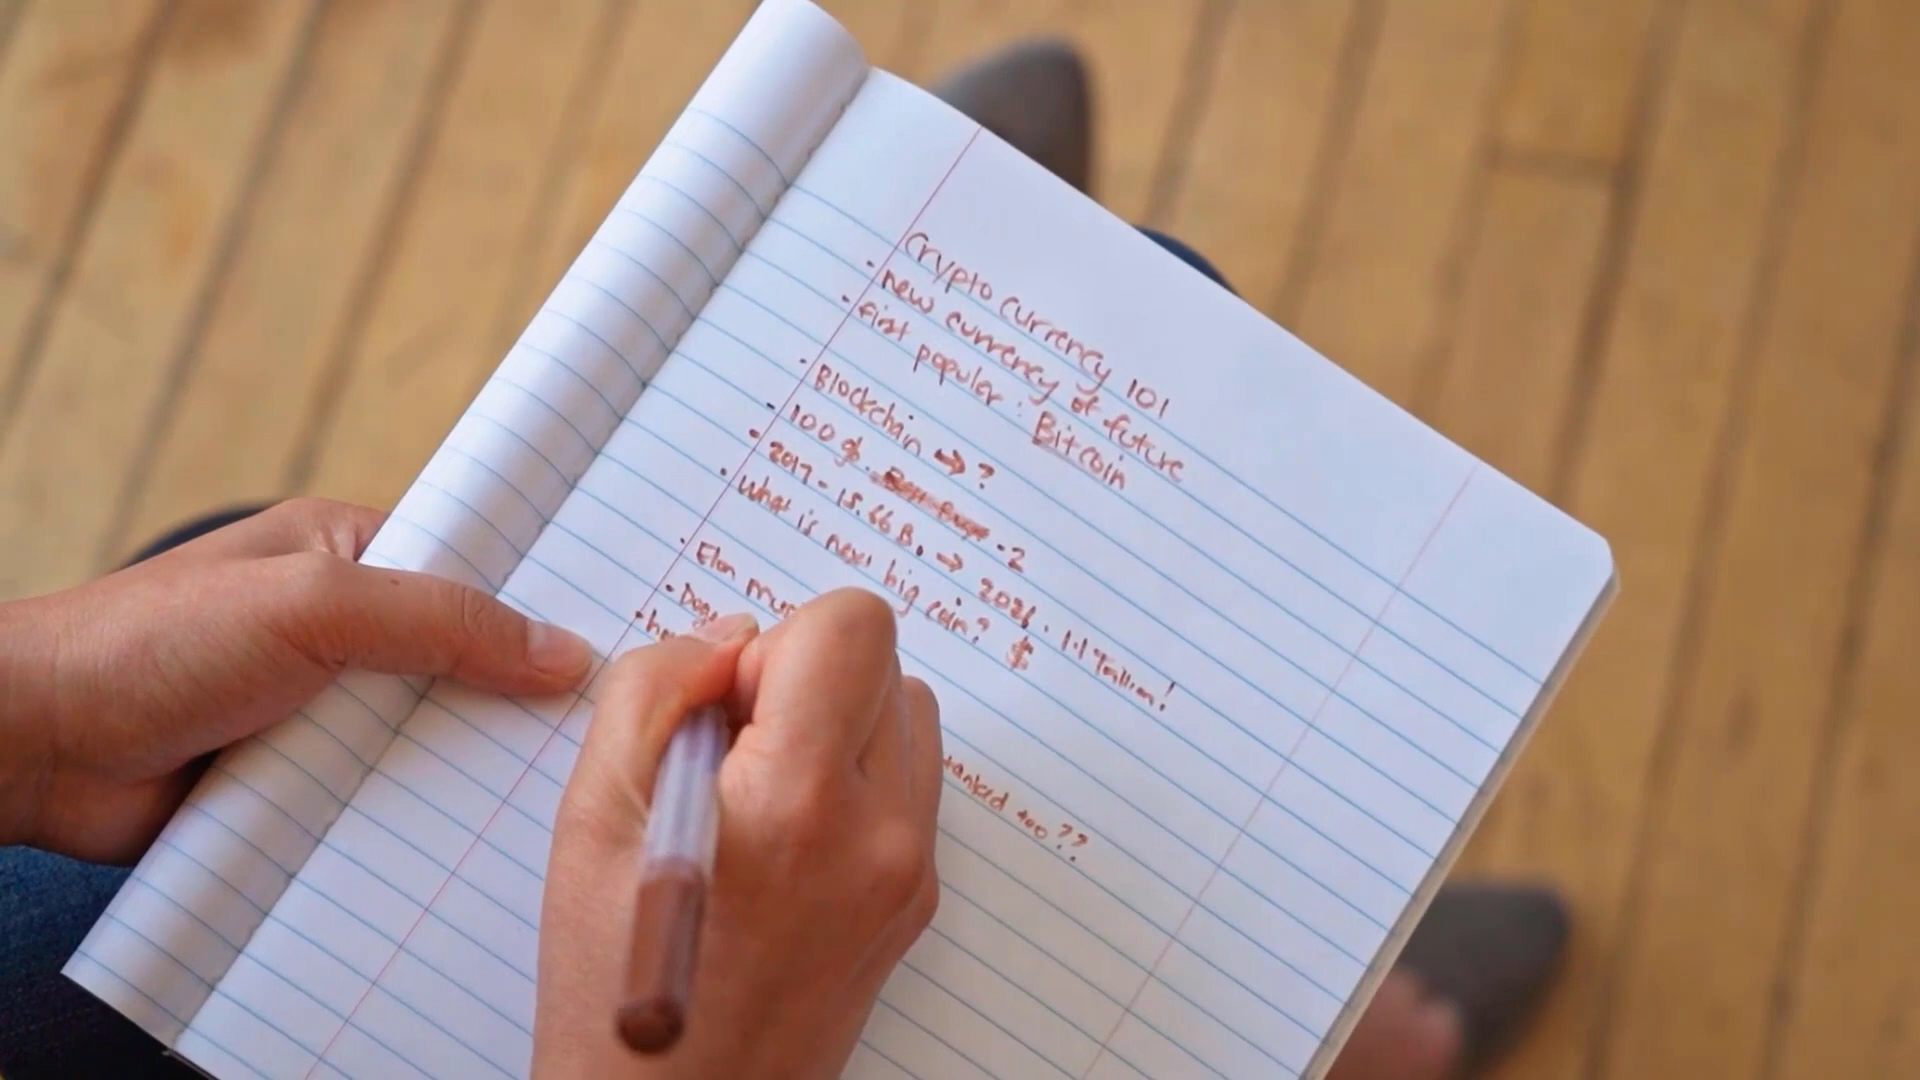 Crypto Currency 101
- new currency of future
- first popular : Bitcoin
- Blockchain → ?
- 100 $. -2
- 2017 - 15.66 B. → 2021. 1.1 Trillion!
- What is next big coin? $
- Elon
- Doge
too ??